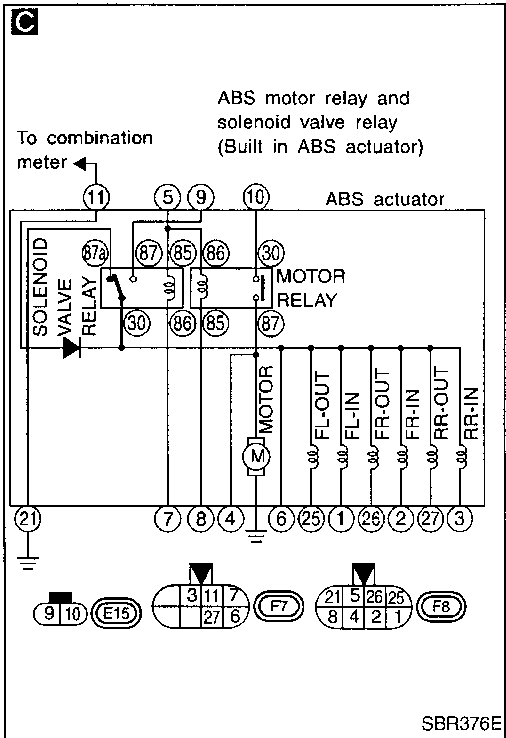 C
ABS motor relay and
solenoid valve relay
(Built in ABS actuator)
To combination
meter
11 5 9 10 ABS actuator
87a 87 85 86 30
SOLENOID
VALVE
RELAY
MOTOR
RELAY
30 86 85 87
MOTOR
M
FL-OUT
FL-IN
FR-OUT
FR-IN
RR-OUT
RR-IN
21 7 8 4 6 25 1 26 2 27 3
9 10 E15
3 11 7
27 6
F7
21 5 26 25
8 4 2 1
F8
SBR376E